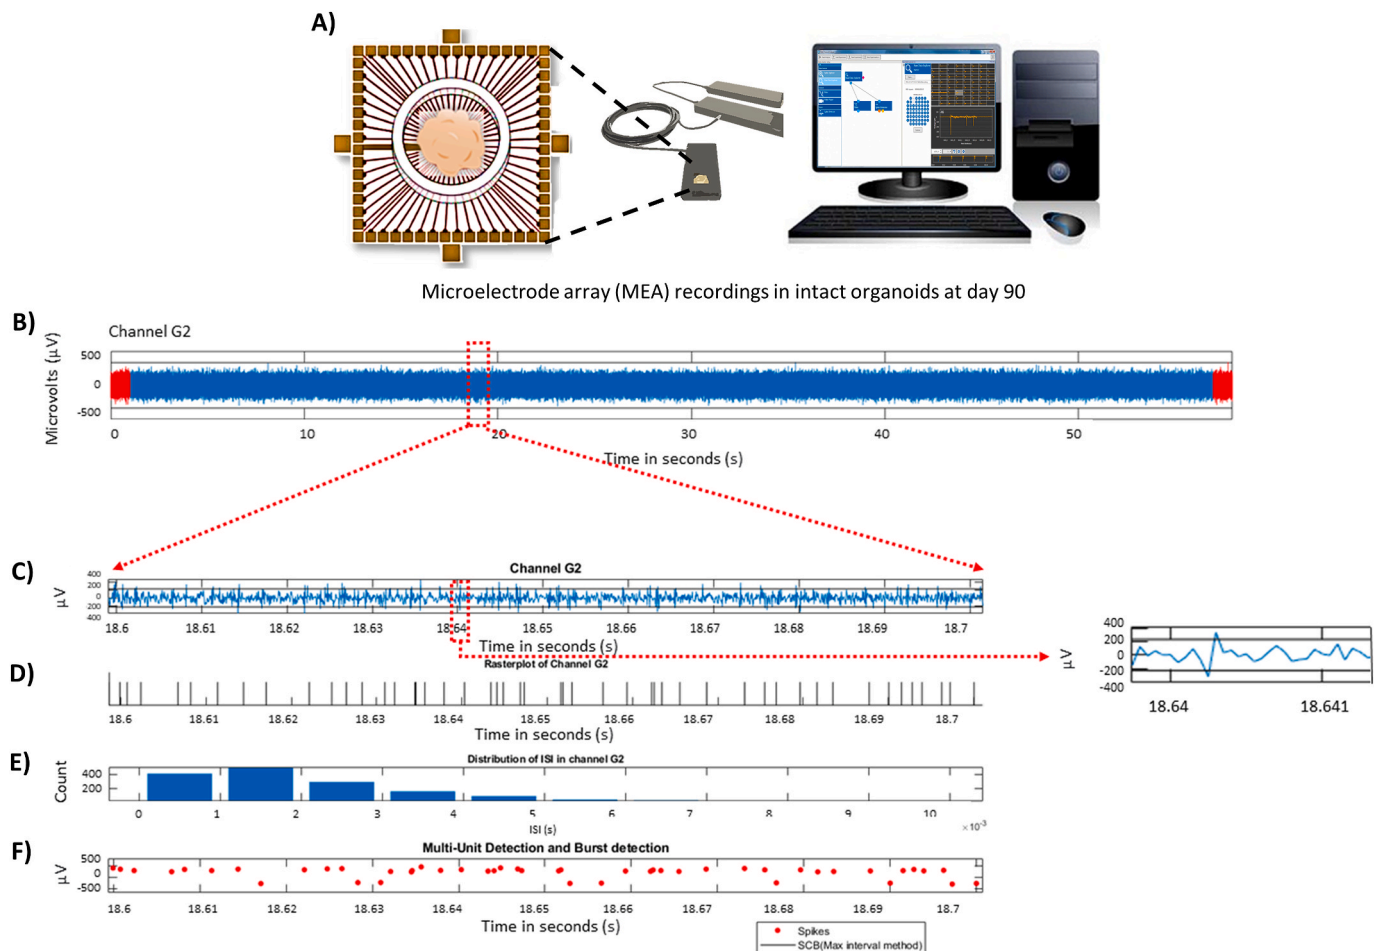 A)
Microelectrode array (MEA) recordings in intact organoids at day 90
B)
Channel G2
Microvolts (µV)
500
0
-500
0 10 20 30 40 50
Time in seconds (s)
C)
Channel G2
µV
400
200
0
200
400
18.6 18.61 18.62 18.63 18.64 18.65 18.66 18.67 18.68 18.69 18.7
Time in seconds (s)
µV
400
200
0
-200
-400
18.64 18.641
D)
Rasterplot of Channel G2
18.6 18.61 18.62 18.63 18.64 18.65 18.66 18.67 18.68 18.69 18.7
Time in seconds (s)
E)
Distribution of ISI in channel G2
Count
400
200
0 1 2 3 4 5 6 7 8 9 10
ISI (s)
×10⁻³
F)
Multi-Unit Detection and Burst detection
µV
500
0
-500
18.6 18.61 18.62 18.63 18.64 18.65 18.66 18.67 18.68 18.69 18.7
Time in seconds (s)
Spikes
SCB(Max interval method)